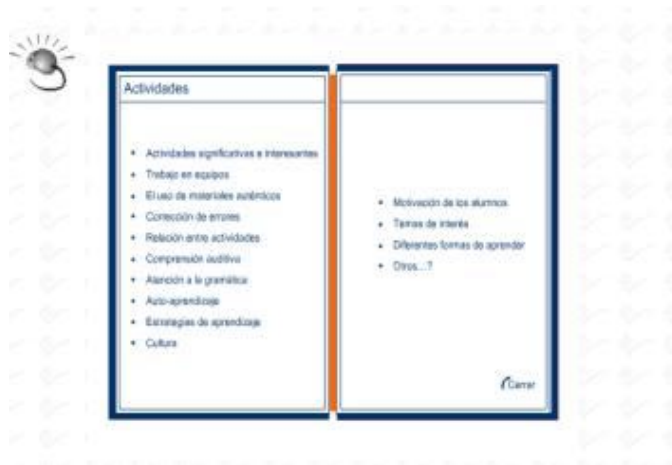 Actividades
• Actividades significativas e interesantes
• Trabajo en equipos
• El uso de materiales auténticos
• Corrección de errores
• Relación entre actividades
• Comprensión auditiva
• Atención a la gramática
• Auto-aprendizaje
• Estrategias de aprendizaje
• Cultura
• Motivación de los alumnos
• Temas de interés
• Diferentes formas de aprender
• Otros...?
Cerrar